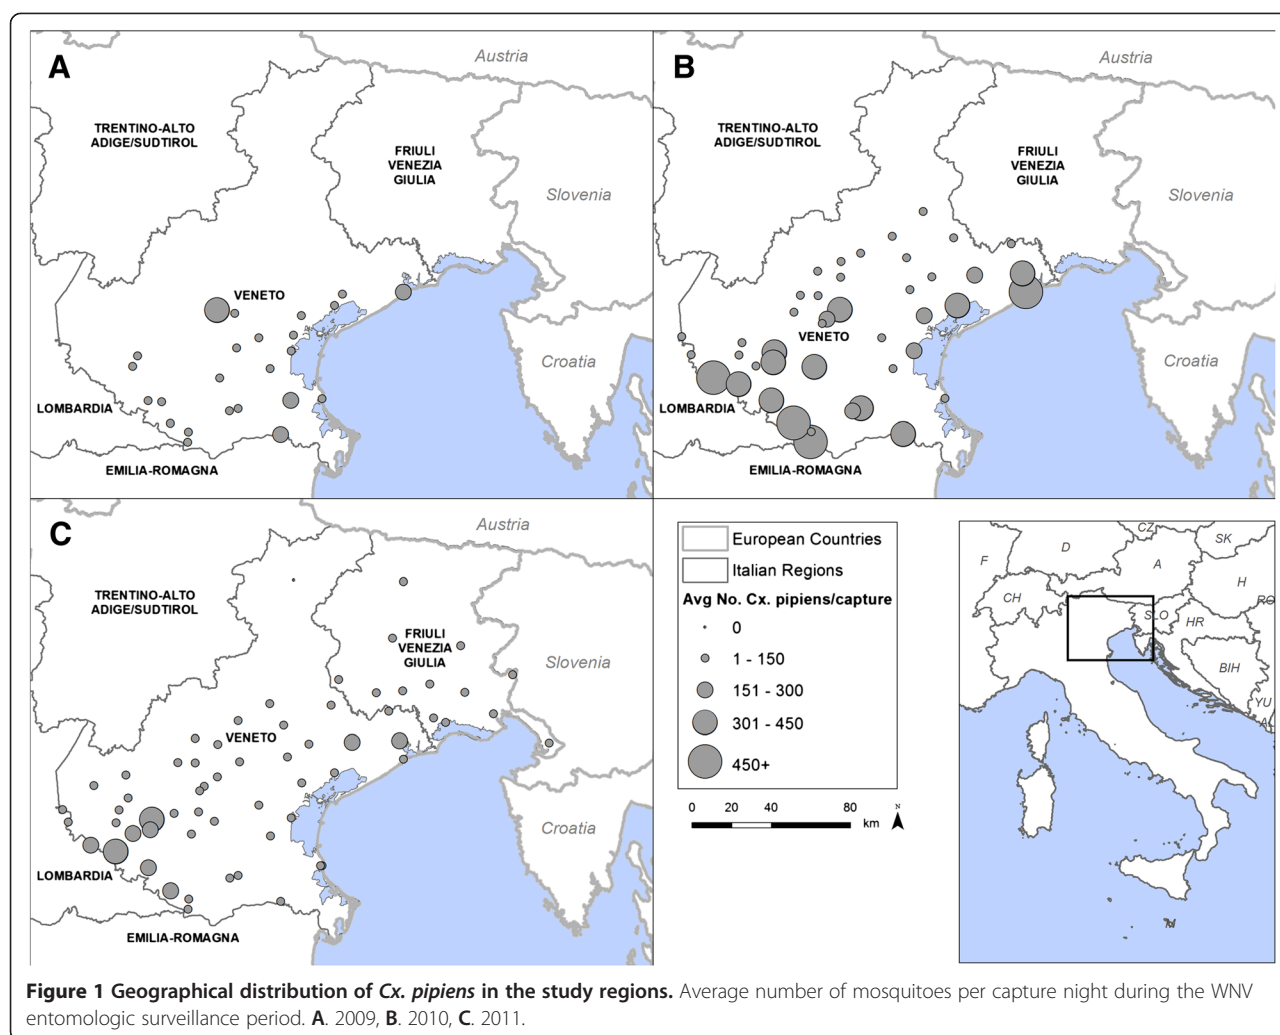 A
Austria
TRENTINO-ALTO
ADIGE/SUDTIROL
FRIULI
VENEZIA
GIULIA
Slovenia
VENETO
Croatia
LOMBARDIA
EMILIA-ROMAGNA
B
Austria
TRENTINO-ALTO
ADIGE/SUDTIROL
FRIULI
VENEZIA
GIULIA
Slovenia
VENETO
Croatia
LOMBARDIA
EMILIA-ROMAGNA
C
Austria
TRENTINO-ALTO
ADIGE/SUDTIROL
FRIULI
VENEZIA
GIULIA
Slovenia
VENETO
Croatia
LOMBARDIA
EMILIA-ROMAGNA
European Countries
Italian Regions
Avg No. Cx. pipiens/capture
0
1 - 150
151 - 300
301 - 450
450+
0 20 40 80
km
N
CZ
F
D
SK
A
H
CH
RO
SLO
HR
BIH
YU
M
Figure 1 Geographical distribution of Cx. pipiens in the study regions. Average number of mosquitoes per capture night during the WNV
entomologic surveillance period. A. 2009, B. 2010, C. 2011.